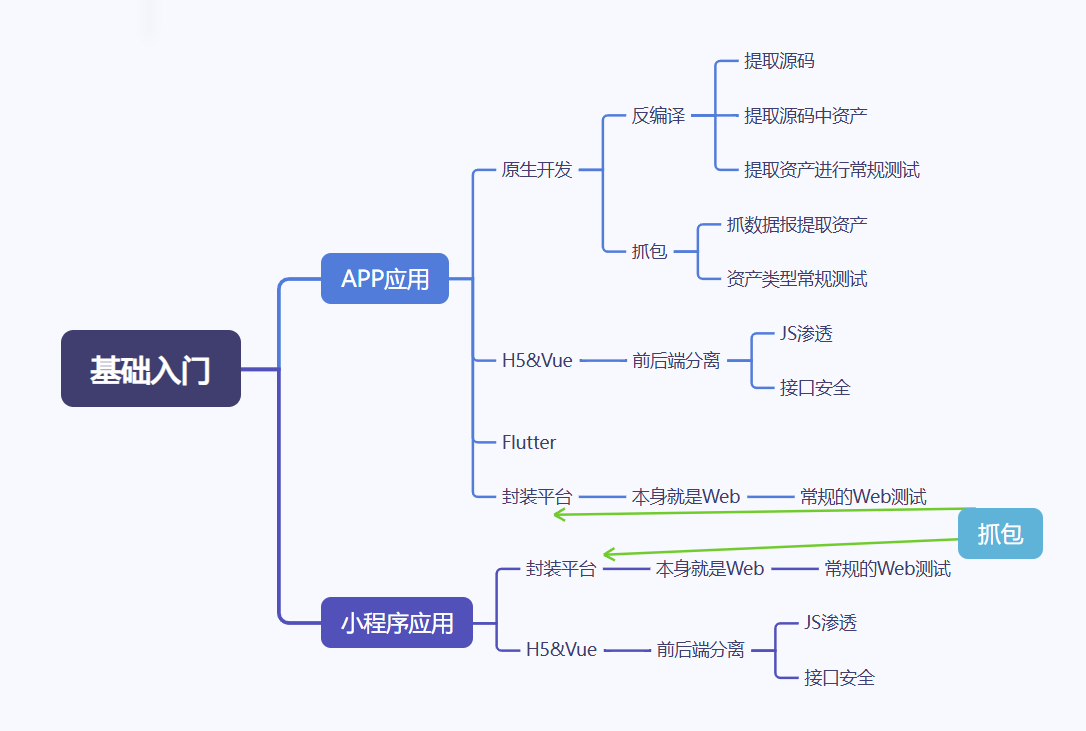 提取源码
反编译
提取源码中资产
原生开发
提取资产进行常规测试
抓数据报提取资产
抓包
APP应用
资产类型常规测试
JS渗透
基础入门
H5&Vue
前后端分离
接口安全
Flutter
封装平台
本身就是Web
常规的Web测试
抓包
封装平台
本身就是Web
常规的Web测试
小程序应用
JS渗透
H5&Vue
前后端分离
接口安全